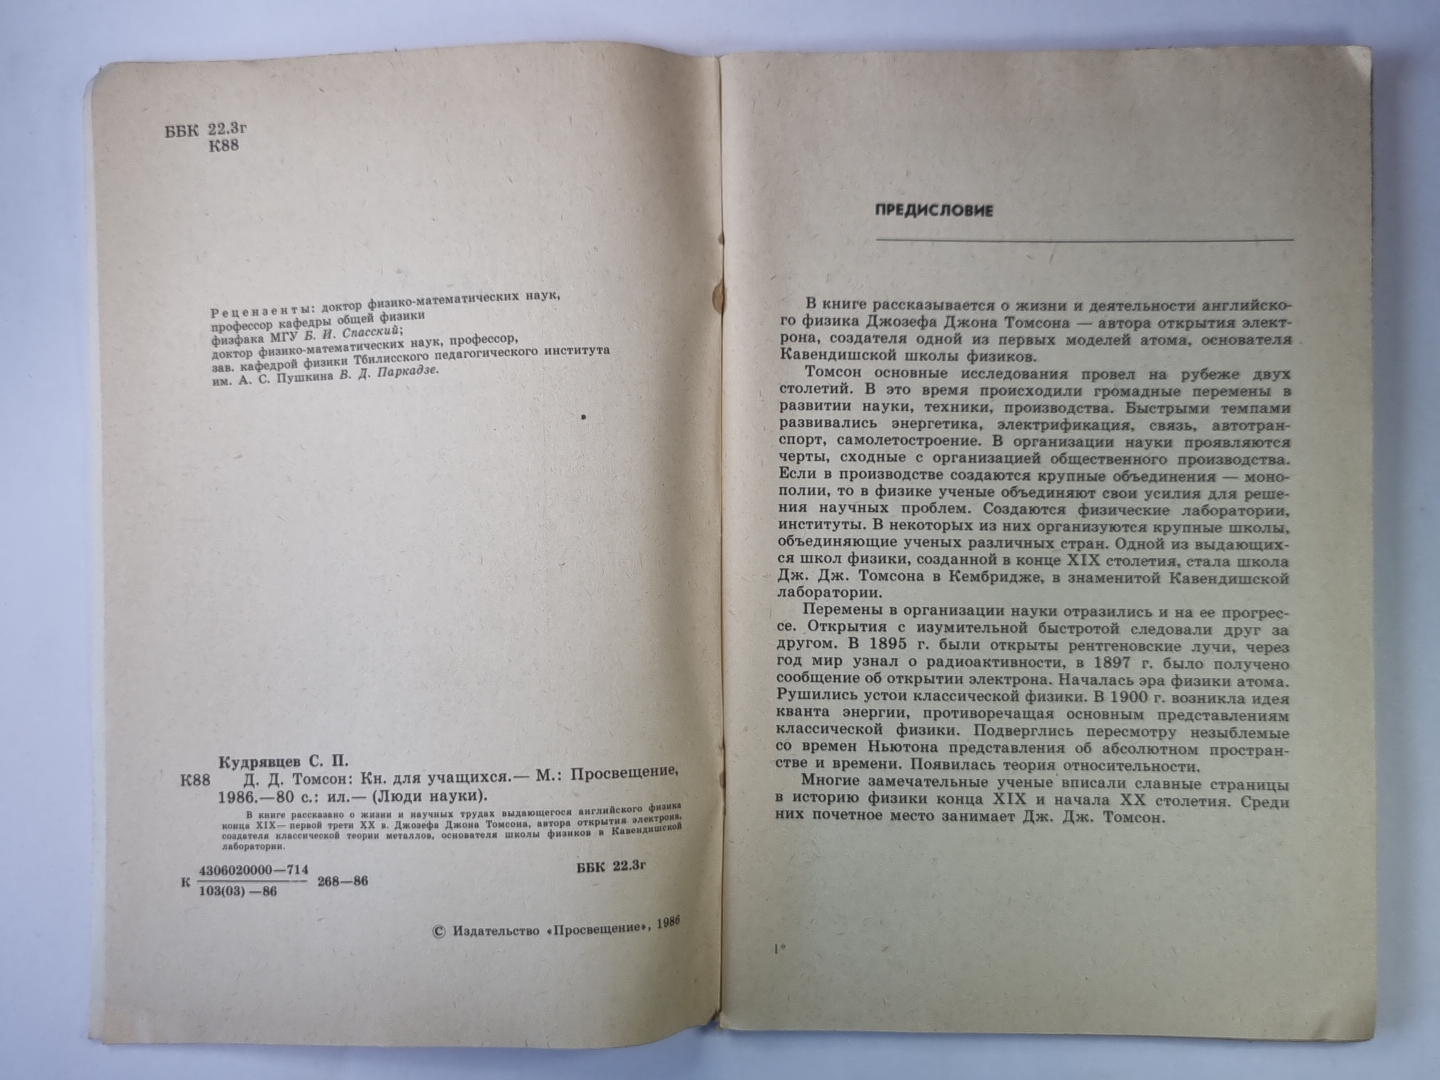 ББК 22.3г
К88
Рецензенты: доктор физико-математических наук,
профессор кафедры общей физики
физфака МГУ Б. И. Спасский;
доктор физико-математических наук, профессор,
зав. кафедрой физики Тбилисского педагогического института
им. А. С. Пушкина В. Д. Паркадзе.
Кудрявцев С. П.
К88 Д. Д. Томсон: Кн. для учащихся.— М.: Просвещение,
1986.—80 с.: ил.— (Люди науки).
В книге рассказано о жизни и научных трудах выдающегося английского физика
конца XIX— первой трети XX в. Джозефа Джона Томсона, автора открытия электрона,
создателя классической теории металлов, основателя школы физиков в Кавендишской
лаборатории.
К 4306020000—714
103(03)—86 268—86
ББК 22.3г
© Издательство «Просвещение», 1986
ПРЕДИСЛОВИЕ
В книге рассказывается о жизни и деятельности английско-
го физика Джозефа Джона Томсона — автора открытия элект-
рона, создателя одной из первых моделей атома, основателя
Кавендишской школы физиков.
Томсон основные исследования провел на рубеже двух
столетий. В это время происходили громадные перемены в
развитии науки, техники, производства. Быстрыми темпами
развивались энергетика, электрификация, связь, автотран-
спорт, самолетостроение. В организации науки проявляются
черты, сходные с организацией общественного производства.
Если в производстве создаются крупные объединения — моно-
полии, то в физике ученые объединяют свои усилия для реше-
ния научных проблем. Создаются физические лаборатории,
институты. В некоторых из них организуются крупные школы,
объединяющие ученых различных стран. Одной из выдающих-
ся школ физики, созданной в конце XIX столетия, стала школа
Дж. Дж. Томсона в Кембридже, в знаменитой Кавендишской
лаборатории.
Перемены в организации науки отразились и на ее прогрес-
се. Открытия с изумительной быстротой следовали друг за
другом. В 1895 г. были открыты рентгеновские лучи, через
год мир узнал о радиоактивности, в 1897 г. было получено
сообщение об открытии электрона. Началась эра физики атома.
Рушились устои классической физики. В 1900 г. возникла идея
кванта энергии, противоречащая основным представлениям
классической физики. Подверглись пересмотру незыблемые
со времен Ньютона представления об абсолютном простран-
стве и времени. Появилась теория относительности.
Многие замечательные ученые вписали славные страницы
в историю физики конца XIX и начала XX столетия. Среди
них почетное место занимает Дж. Дж. Томсон.
1*